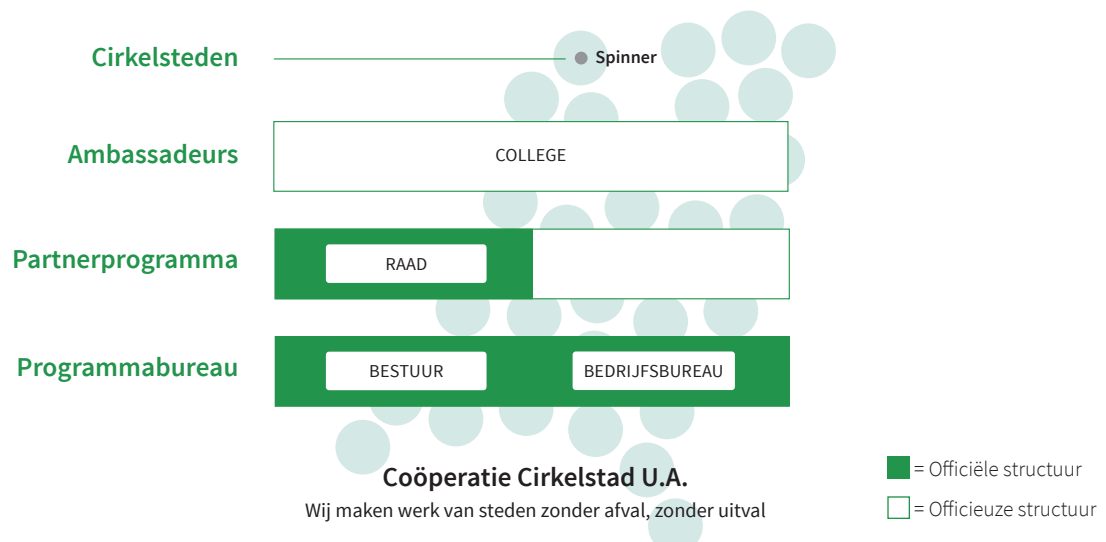 Cirkelsteden
Spinner
Ambassadeurs
COLLEGE
Partnerprogramma
RAAD
Programmabureau
BESTUUR
BEDRIJFSBUREAU
Coöperatie Cirkelstad U.A.
Wij maken werk van steden zonder afval, zonder uitval
= Officiële structuur
= Officieuze structuur